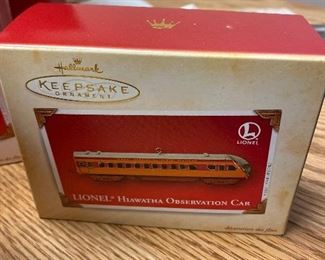 Hallmark
KEEPSAKE
ORNAMENT
L
LIONEL
LIONEL® HIAWATHA OBSERVATION CAR